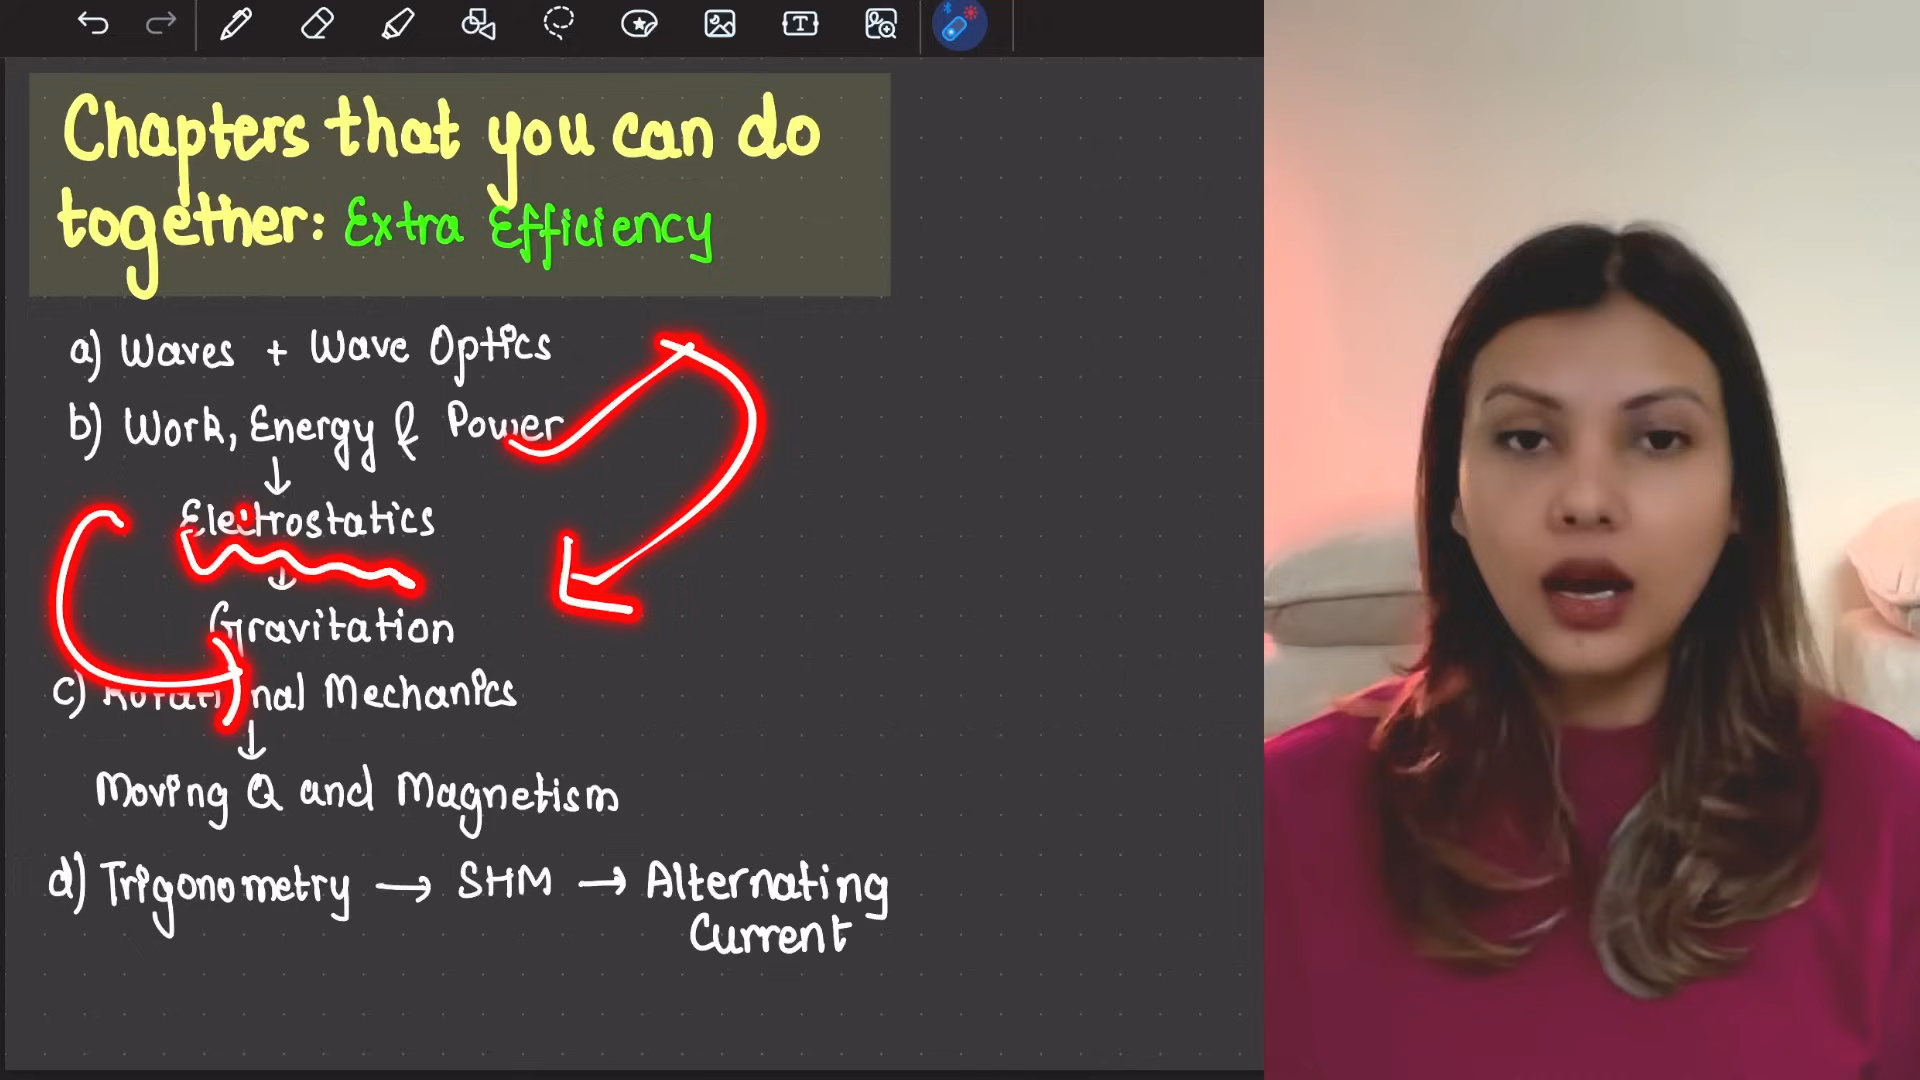 Chapters that you can do
together: Extra Efficiency
a) Waves + Wave Optics
b) Work, Energy & Power
↓
Electrostatics
↓
Gravitation
c) Rotational Mechanics
↓
Moving Q and Magnetism
d) Trigonometry → SHM → Alternating
Current